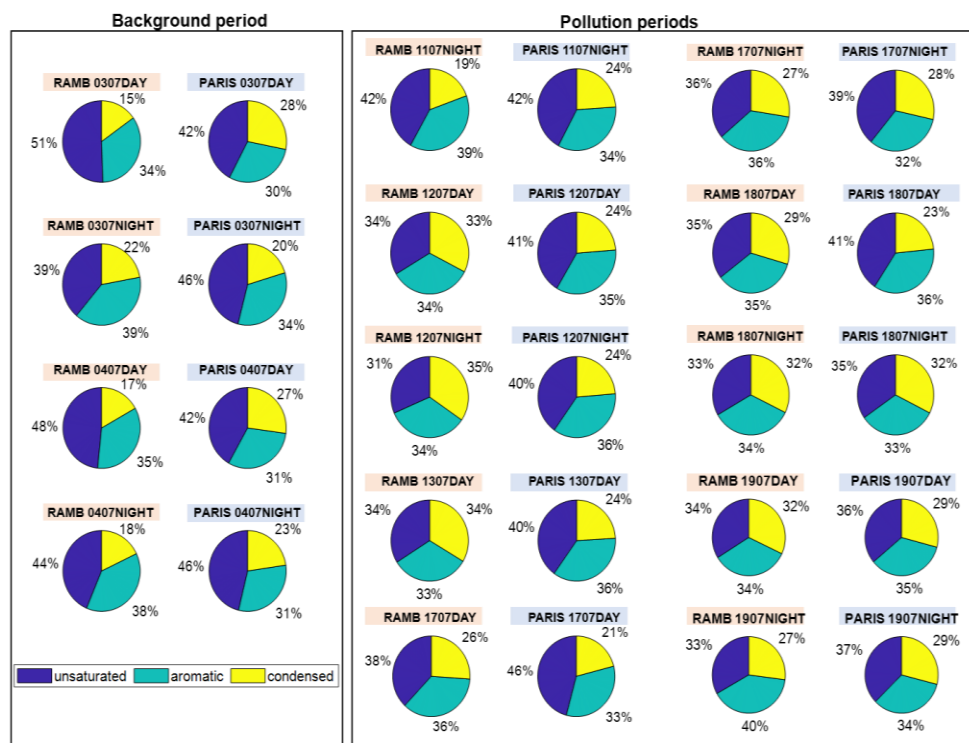 Background period
RAMB 0307DAY
15%
51%
34%
PARIS 0307DAY
28%
42%
30%
RAMB 0307NIGHT
22%
39%
39%
PARIS 0307NIGHT
20%
46%
34%
RAMB 0407DAY
17%
48%
35%
PARIS 0407DAY
27%
42%
31%
RAMB 0407NIGHT
18%
44%
38%
PARIS 0407NIGHT
23%
46%
31%
unsaturated
aromatic
condensed
Pollution periods
RAMB 1107NIGHT
19%
42%
39%
PARIS 1107NIGHT
24%
42%
34%
RAMB 1707NIGHT
27%
36%
36%
PARIS 1707NIGHT
28%
39%
32%
RAMB 1207DAY
34%
33%
34%
PARIS 1207DAY
24%
41%
35%
RAMB 1807DAY
29%
35%
35%
PARIS 1807DAY
23%
41%
36%
RAMB 1207NIGHT
31%
35%
34%
PARIS 1207NIGHT
24%
40%
36%
RAMB 1807NIGHT
33%
32%
34%
PARIS 1807NIGHT
35%
32%
33%
RAMB 1307DAY
34%
34%
33%
PARIS 1307DAY
24%
40%
36%
RAMB 1907DAY
34%
32%
34%
PARIS 1907DAY
36%
29%
35%
RAMB 1707DAY
26%
38%
36%
PARIS 1707DAY
21%
46%
33%
RAMB 1907NIGHT
33%
27%
40%
PARIS 1907NIGHT
37%
29%
34%